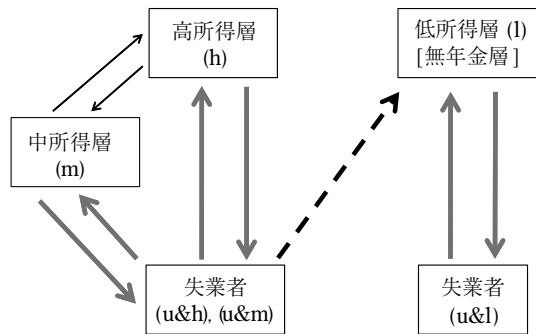 高所得層
(h)
低所得層 (l)
[無年金層]
中所得層
(m)
失業者
(u&h), (u&m)
失業者
(u&l)